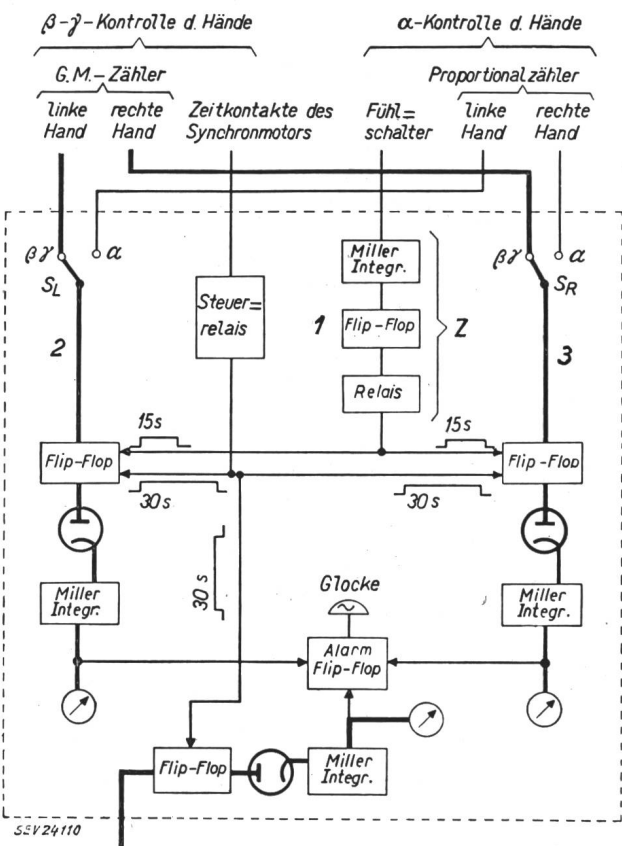 β-γ-Kontrolle d. Hände
α-Kontrolle d. Hände
G.M.-Zähler
Proportionalzähler
linke Hand
rechte Hand
Zeitkontakte des Synchronmotors
Fühl=
schalter
linke Hand
rechte Hand
βγ
α
SL
Steuer=
relais
Miller
Integr.
1
Flip-Flop
Z
Relais
βγ
α
SR
2
3
15s
15s
Flip-Flop
Flip-Flop
30s
30s
30 s
Miller
Integr.
Glocke
Miller
Integr.
Alarm
Flip-Flop
Flip-Flop
Miller
Integr.
SEV24110